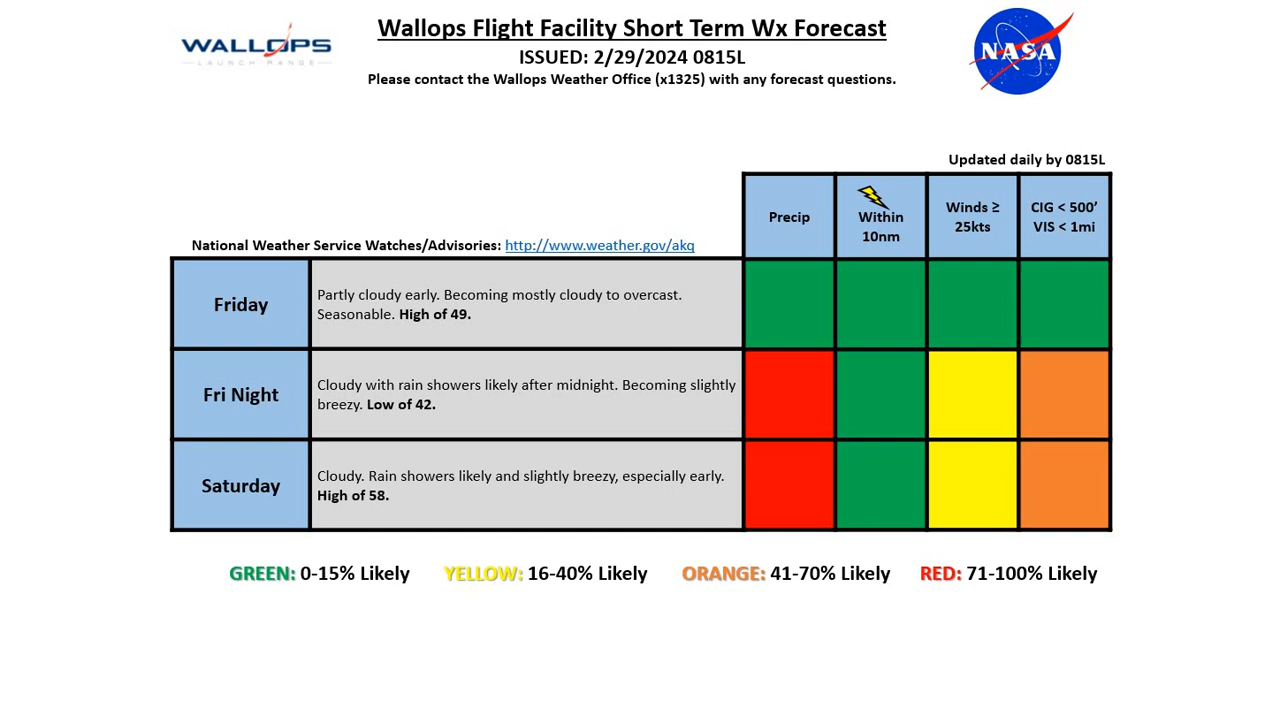 WALLOPS
LAUNCH RANGE
Wallops Flight Facility Short Term Wx Forecast
ISSUED: 2/29/2024 0815L
Please contact the Wallops Weather Office (x1325) with any forecast questions.
NASA
Updated daily by 0815L
National Weather Service Watches/Advisories: http://www.weather.gov/akq
Precip
Within
10nm
Winds ≥
25kts
CIG < 500’
VIS < 1mi
Friday
Partly cloudy early. Becoming mostly cloudy to overcast.
Seasonable. High of 49.
Fri Night
Cloudy with rain showers likely after midnight. Becoming slightly
breezy. Low of 42.
Saturday
Cloudy. Rain showers likely and slightly breezy, especially early.
High of 58.
GREEN: 0-15% Likely YELLOW: 16-40% Likely ORANGE: 41-70% Likely RED: 71-100% Likely